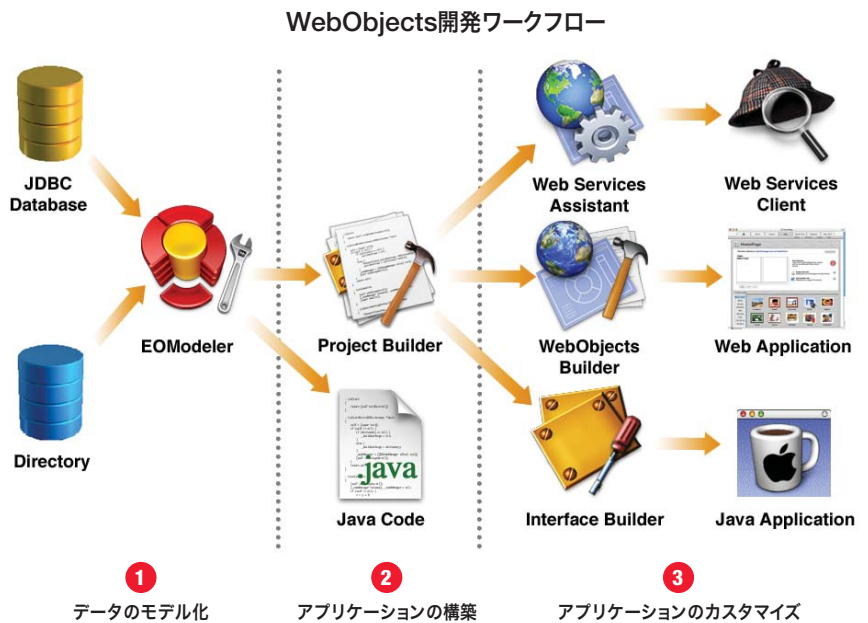 WebObjects開発ワークフロー
JDBC
Database
Directory
EOModeler
Project Builder
.java
Java Code
Web Services
Assistant
Web Services
Client
WebObjects
Builder
Web Application
Interface Builder
Java Application
1
データのモデル化
2
アプリケーションの構築
3
アプリケーションのカスタマイズ